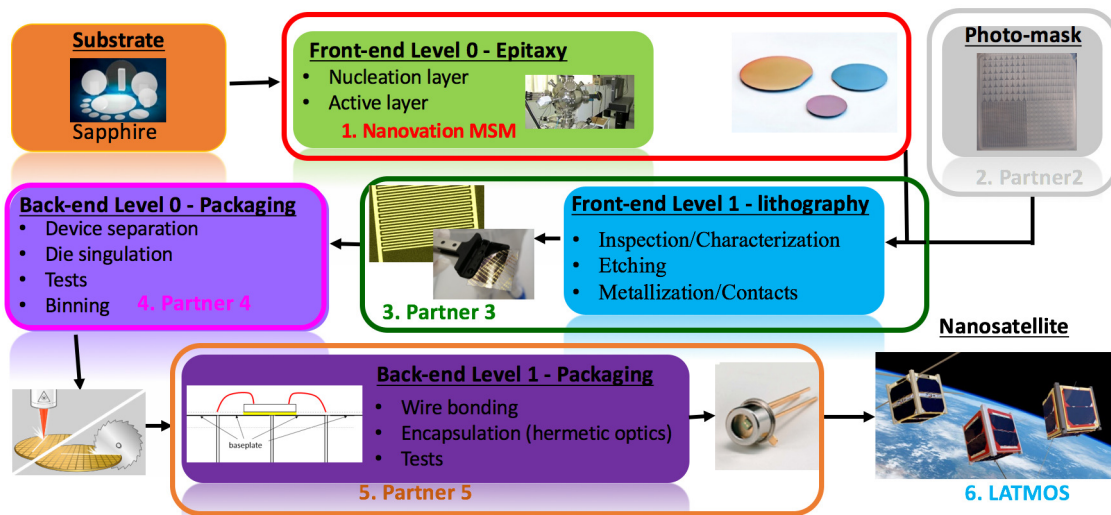 Substrate
Sapphire
Front-end Level 0 - Epitaxy
• Nucleation layer
• Active layer
1. Nanovation MSM
Photo-mask
2. Partner2
Back-end Level 0 - Packaging
• Device separation
• Die singulation
• Tests
• Binning
4. Partner 4
Front-end Level 1 - lithography
• Inspection/Characterization
• Etching
• Metallization/Contacts
3. Partner 3
Nanosatellite
Back-end Level 1 - Packaging
• Wire bonding
• Encapsulation (hermetic optics)
• Tests
baseplate
5. Partner 5
6. LATMOS